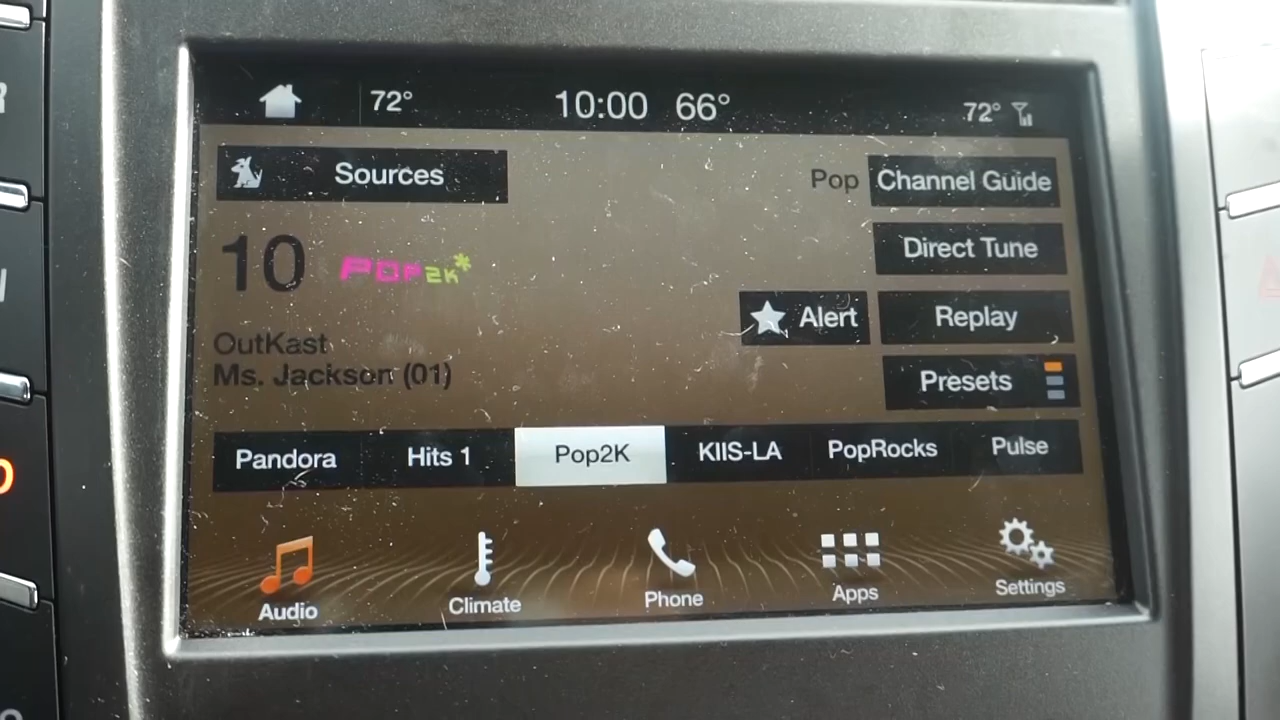 72° 10:00 66° 72°
Sources
Pop Channel Guide
10 POP2K*
Direct Tune
Alert Replay
OutKast
Ms. Jackson (01)
Presets
Pandora Hits 1 Pop2K KIIS-LA PopRocks Pulse
Audio Climate Phone Apps Settings